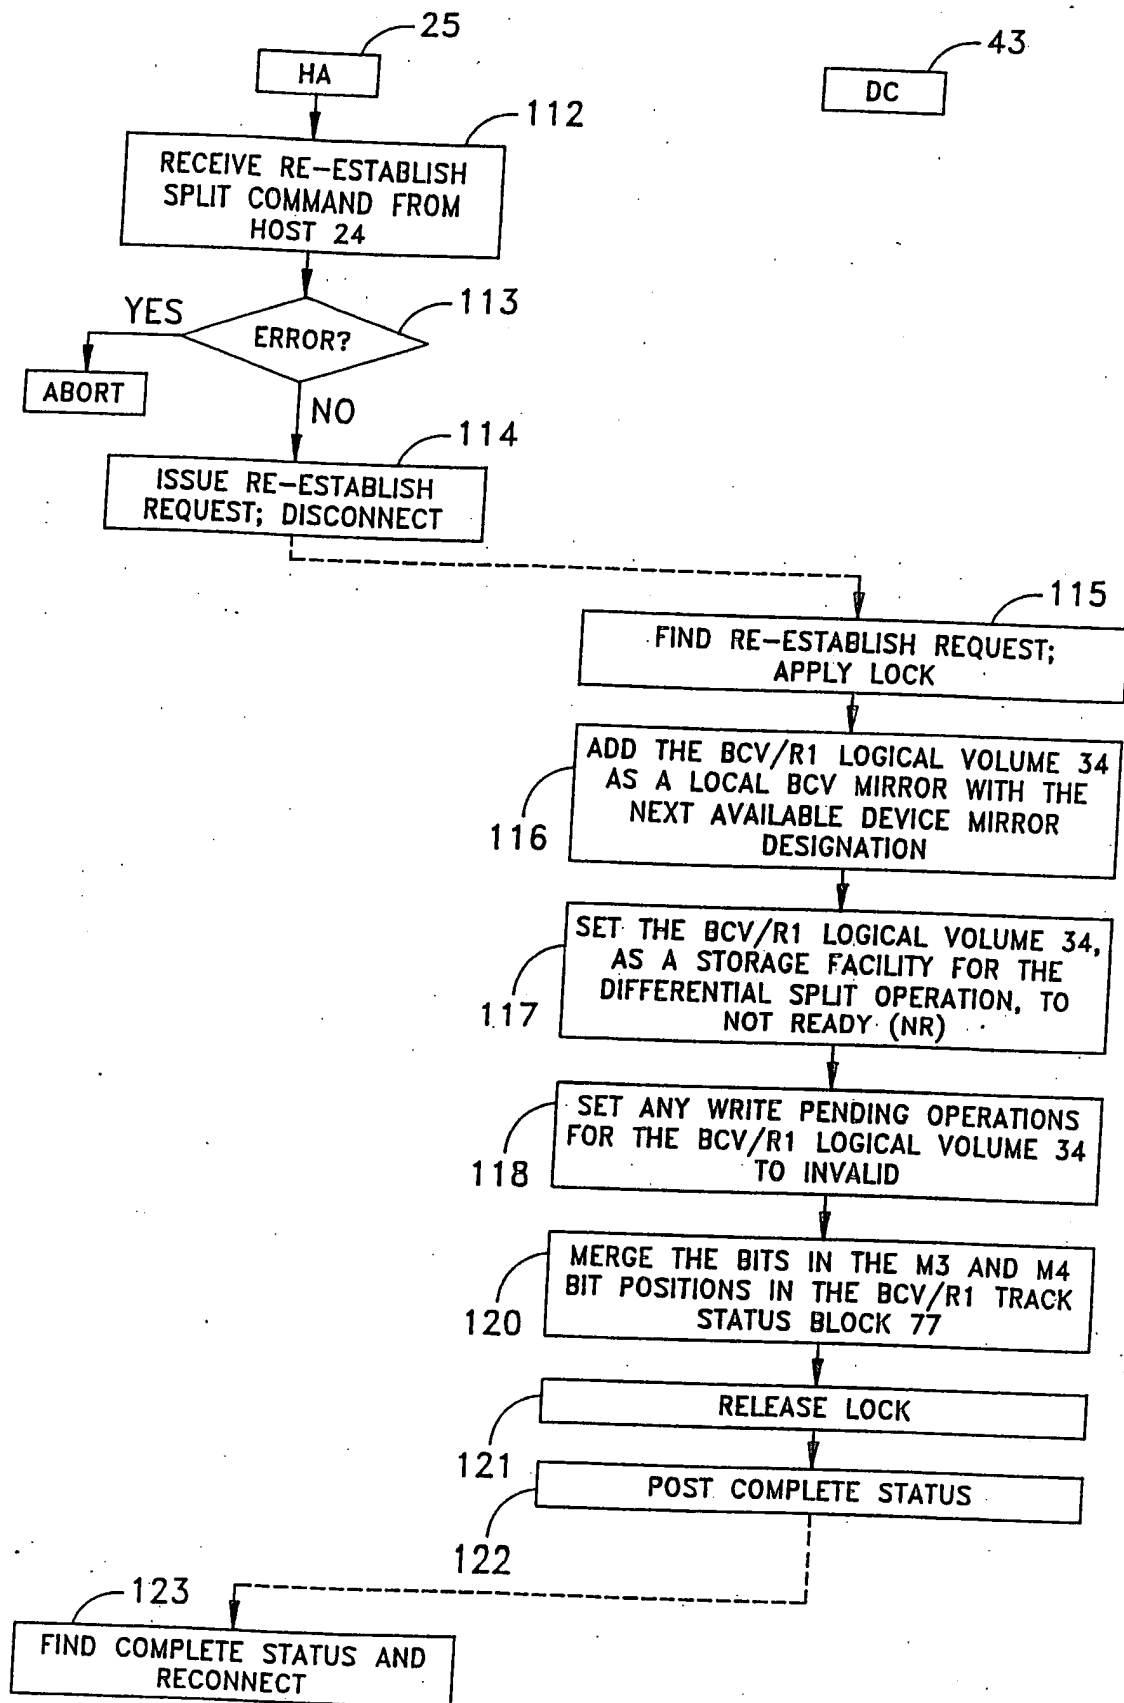 25
HA
43
DC
112
RECEIVE RE-ESTABLISH
SPLIT COMMAND FROM
HOST 24
113
YES
ERROR?
ABORT
NO
114
ISSUE RE-ESTABLISH
REQUEST; DISCONNECT
115
FIND RE-ESTABLISH REQUEST;
APPLY LOCK
ADD THE BCV/R1 LOGICAL VOLUME 34
AS A LOCAL BCV MIRROR WITH THE
NEXT AVAILABLE DEVICE MIRROR
DESIGNATION
116
SET THE BCV/R1 LOGICAL VOLUME 34,
AS A STORAGE FACILITY FOR THE
DIFFERENTIAL SPLIT OPERATION, TO
NOT READY (NR)
117
SET ANY WRITE PENDING OPERATIONS
FOR THE BCV/R1 LOGICAL VOLUME 34
TO INVALID
118
MERGE THE BITS IN THE M3 AND M4
BIT POSITIONS IN THE BCV/R1 TRACK
STATUS BLOCK 77
120
RELEASE LOCK
121
POST COMPLETE STATUS
122
123
FIND COMPLETE STATUS AND
RECONNECT